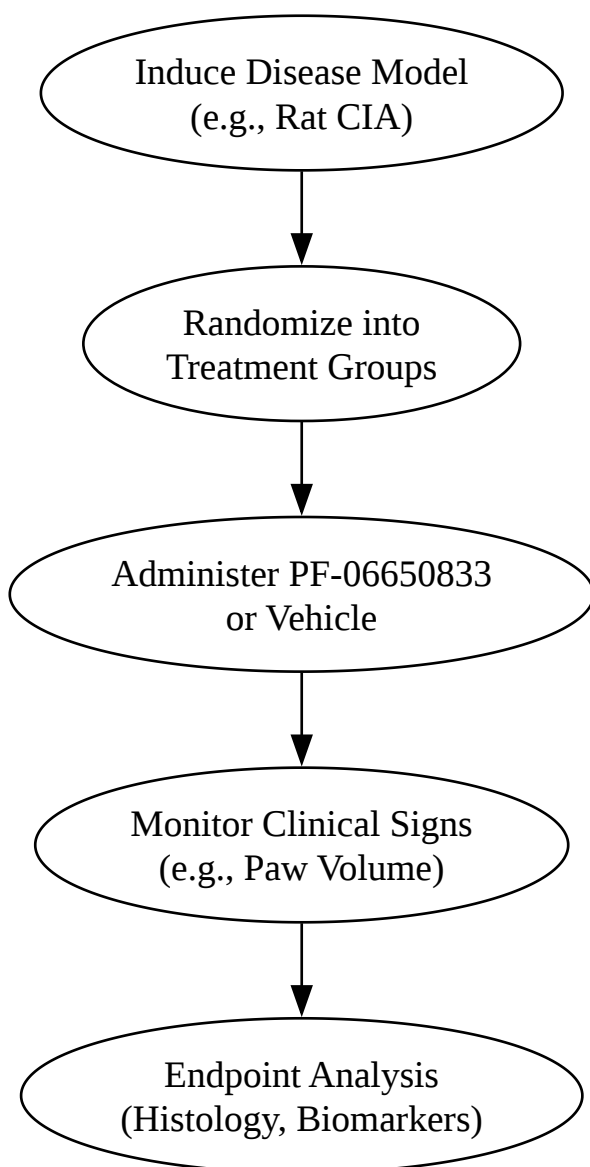 Induce Disease Model
(e.g., Rat CIA)
Randomize into
Treatment Groups
Administer PF-06650833
or Vehicle
Monitor Clinical Signs
(e.g., Paw Volume)
Endpoint Analysis
(Histology, Biomarkers)